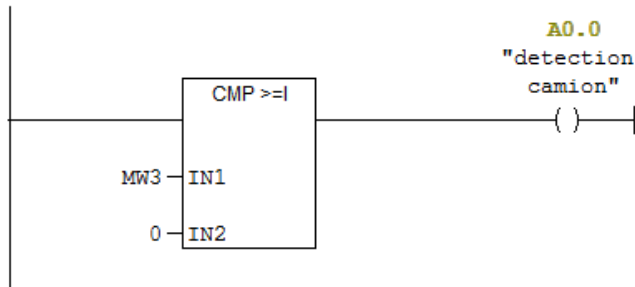 A0.0
"detection
camion"
CMP >=I
MW3 IN1
0 IN2